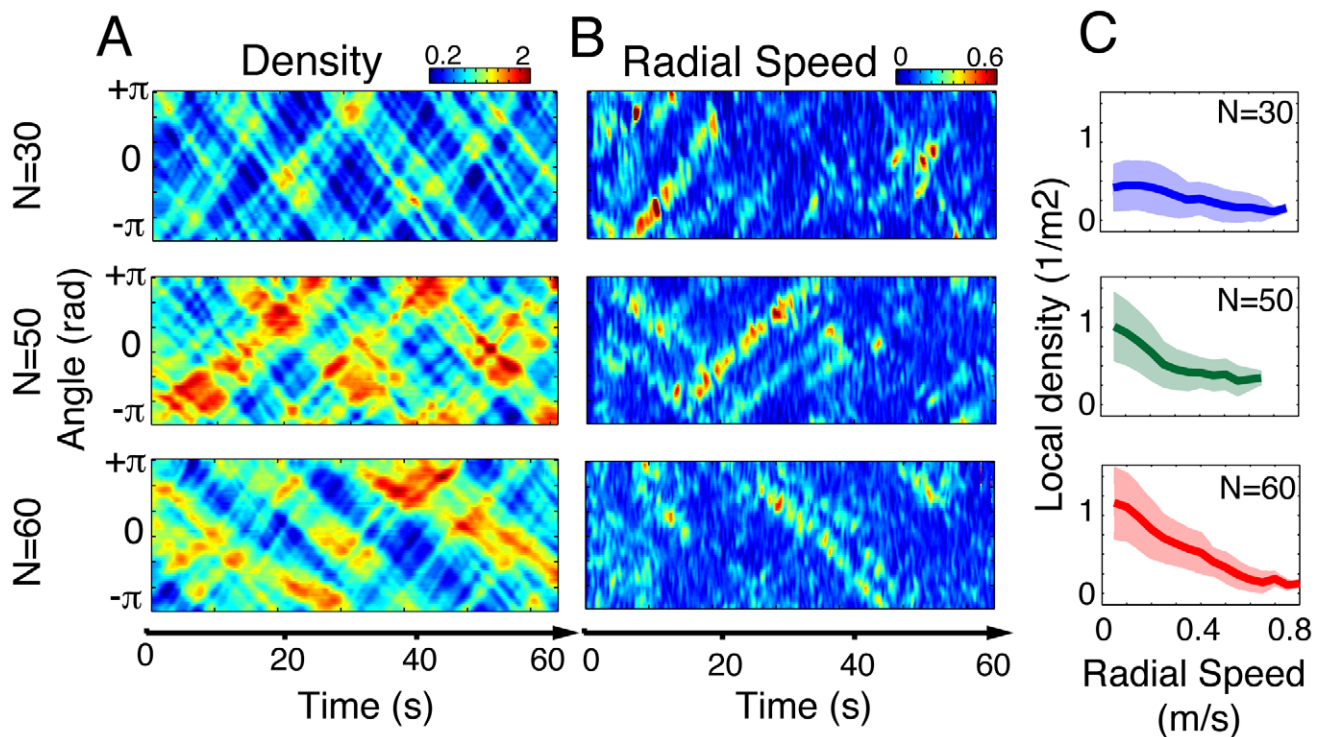 A
Density
0.2 2
B
Radial Speed
0 0.6
C
N=30
N=50
N=60
Angle (rad)
+π
0
-π
+π
0
-π
+π
0
-π
0 20 40 60
Time (s)
0 20 40 60
Time (s)
Local density (1/m2)
N=30
1
0
N=50
1
0
N=60
1
0
0 0.4 0.8
Radial Speed
(m/s)